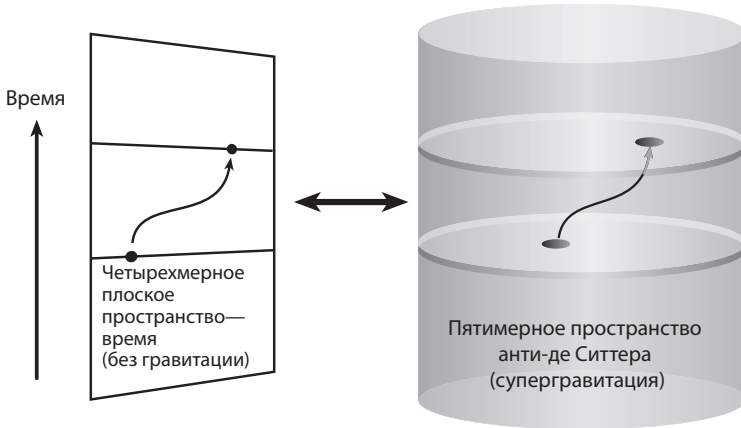 Время
Четырехмерное
плоское
пространство—
время
(без гравитации)
Пятимерное пространство
анти-де Ситтера
(супергравитация)